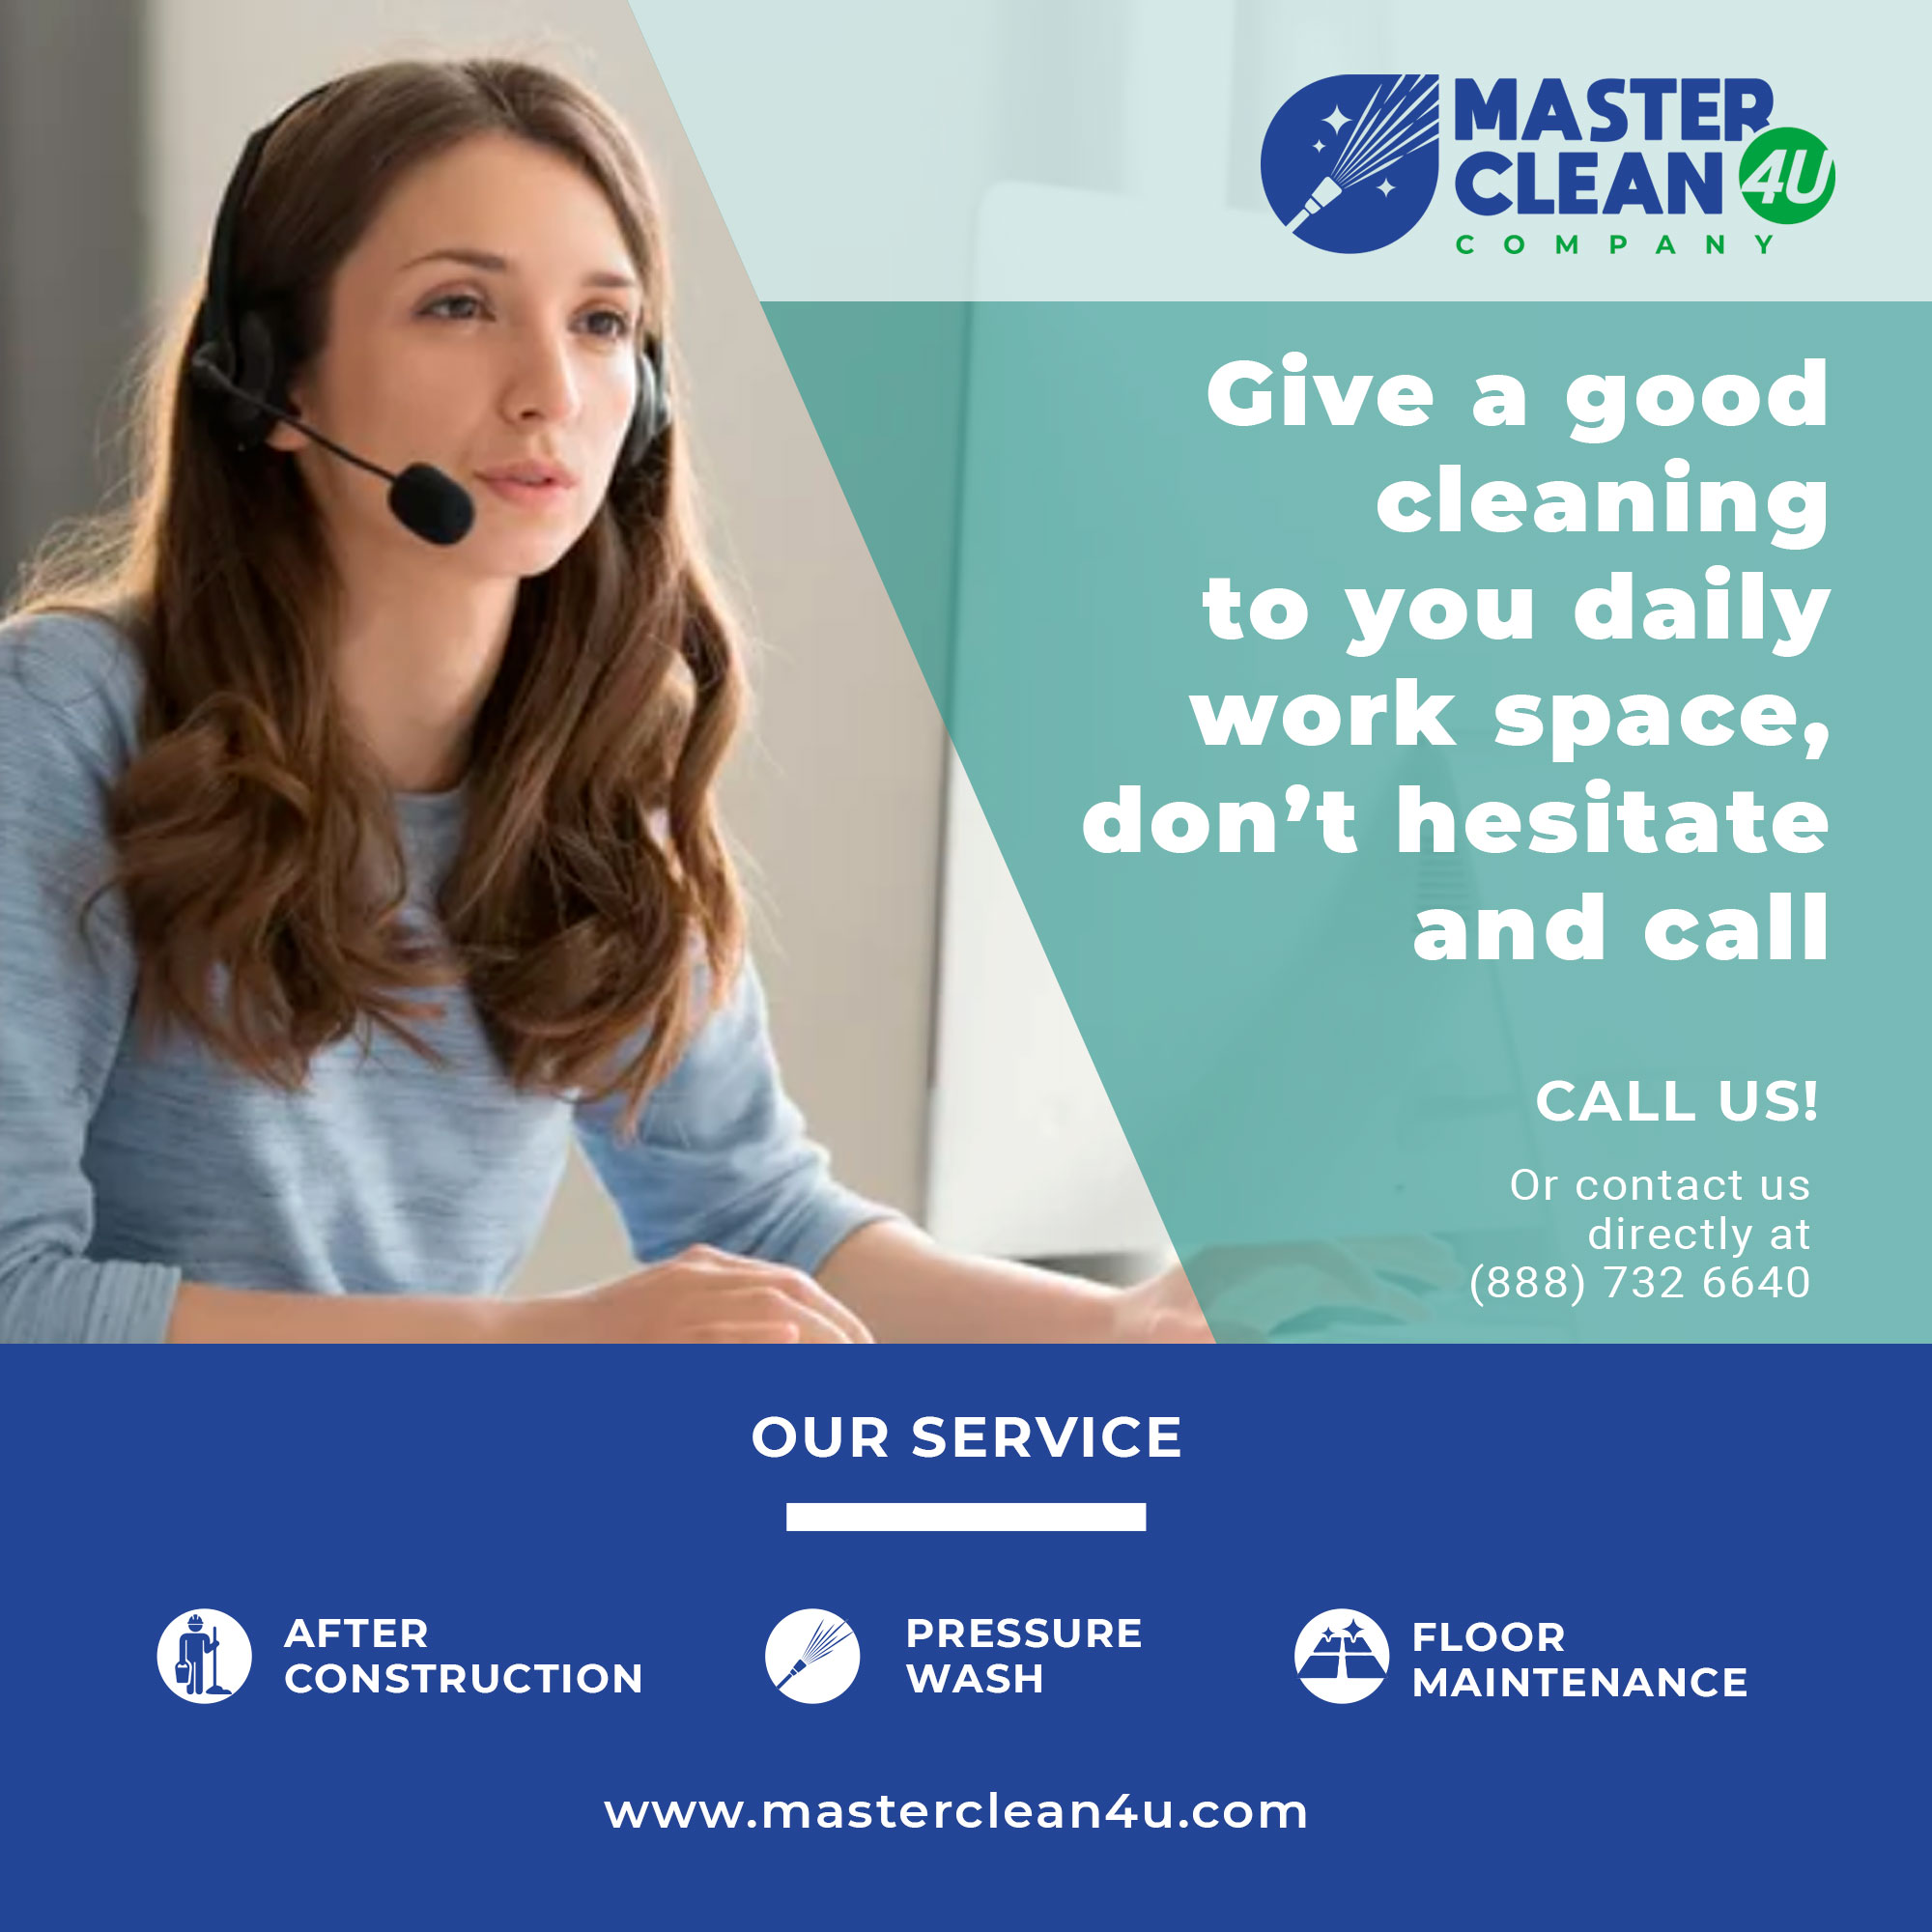 MASTER
CLEAN 4U
COMPANY
Give a good
cleaning
to you daily
work space,
don’t hesitate
and call
CALL US!
Or contact us
directly at
(888) 732 6640
OUR SERVICE
AFTER
CONSTRUCTION
PRESSURE
WASH
FLOOR
MAINTENANCE
www.masterclean4u.com